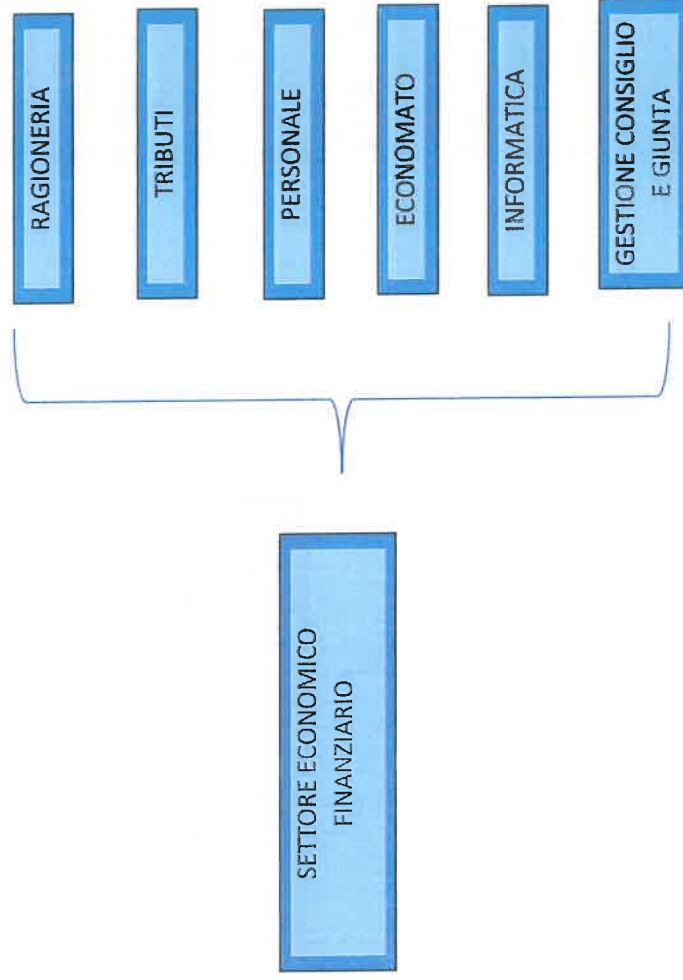 SETTORE ECONOMICO
FINANZIARIO
RAGIONERIA
TRIBUTI
PERSONALE
ECONOMATO
INFORMATICA
GESTIONE CONSIGLIO
E GIUNTA